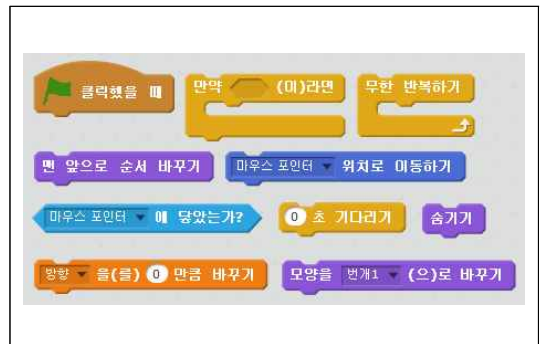 클릭했을 때 만약 (이)라면 무한 반복하기
맨 앞으로 순서 바꾸기 마우스 포인터 위치로 이동하기
마우스 포인터 에 닿았는가? 0 초 기다리기 숨기기
방향 을(를) 0 만큼 바꾸기 모양을 번개1 (으)로 바꾸기